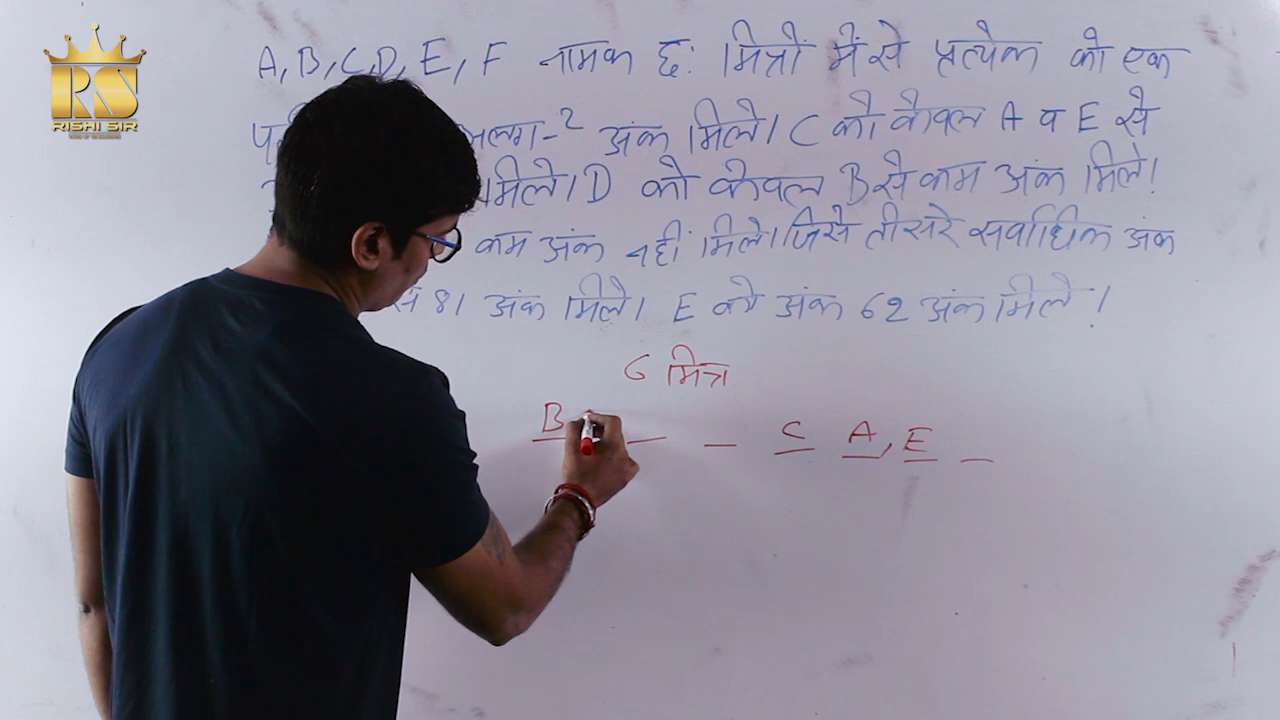 RS
RISHI SIR
A, B, C, D, E, F नामक छः मित्रों में से प्रत्येक को एक
अलग-2 अंक मिले। C को केवल A व E से
मिले। D को केवल B से कम अंक मिले।
कम अंक नहीं मिले। जिसे तीसरे सर्वाधिक अंक
81 अंक मिले। E को अंक 62 अंक मिले।
6 मित्र
B _ _ C A, E _